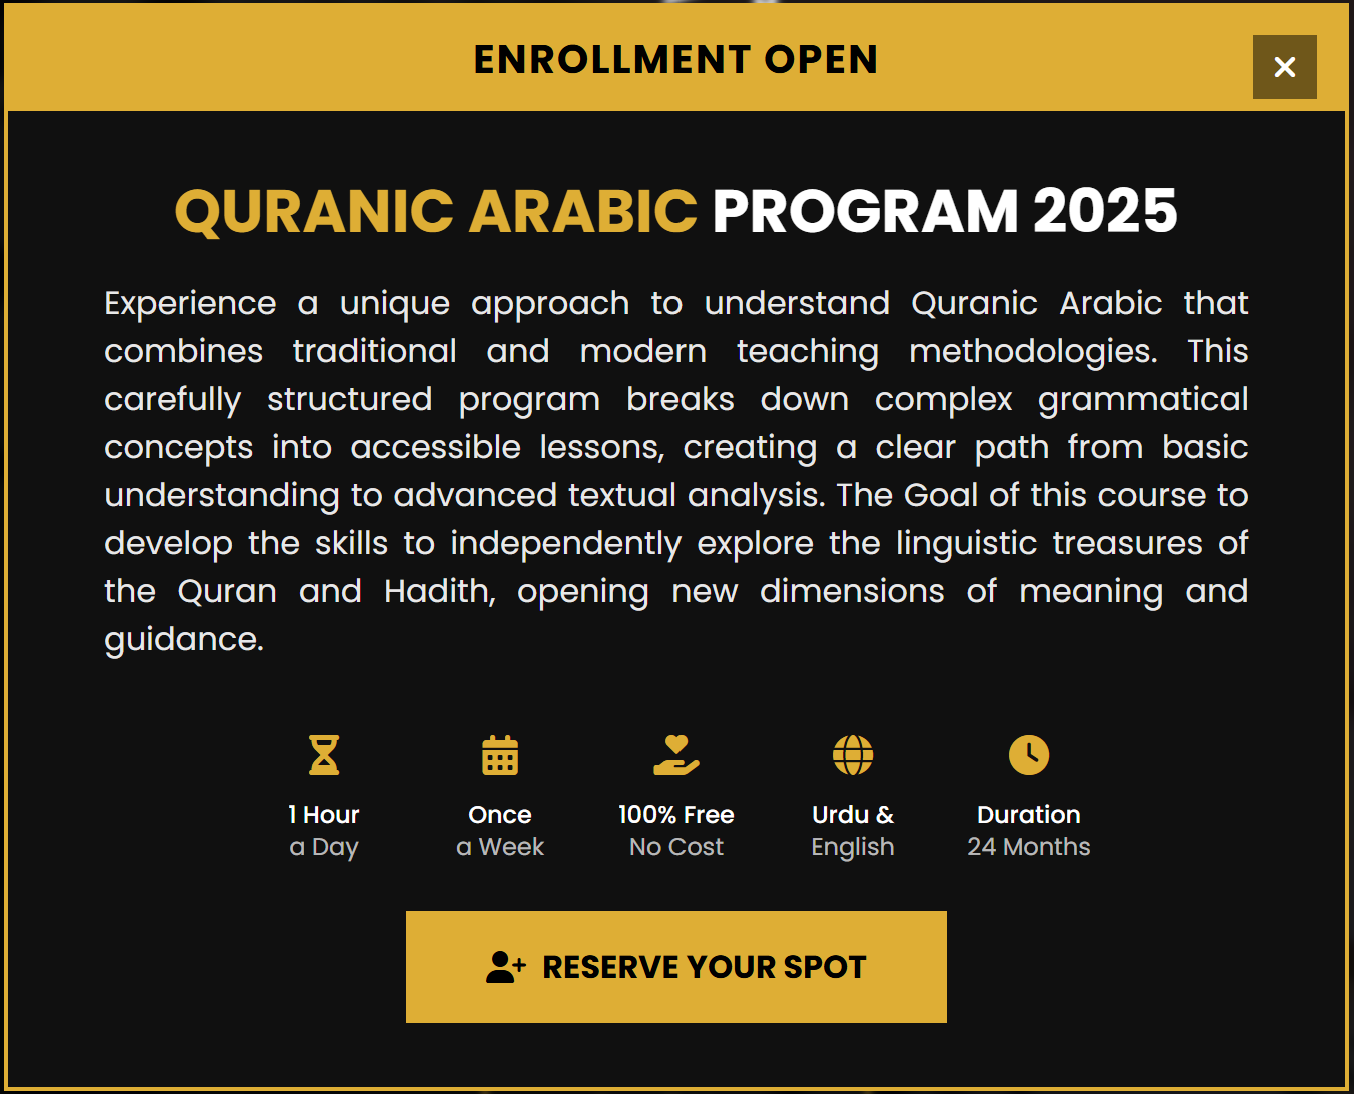 ENROLLMENT OPEN
QURANIC ARABIC PROGRAM 2025
Experience a unique approach to understand Quranic Arabic that
combines traditional and modern teaching methodologies. This
carefully structured program breaks down complex grammatical
concepts into accessible lessons, creating a clear path from basic
understanding to advanced textual analysis. The Goal of this course to
develop the skills to independently explore the linguistic treasures of
the Quran and Hadith, opening new dimensions of meaning and
guidance.
1 Hour
a Day
Once
a Week
100% Free
No Cost
Urdu &
English
Duration
24 Months
RESERVE YOUR SPOT